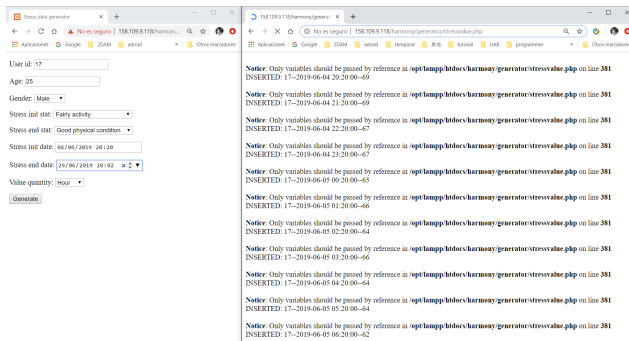 Stress data generator
No es seguro | 158.109.9.118/harmon...
Aplicaciones Google 2DAM adroid » Otros marcadores
User id: 17
Age: 25
Gender: Male
Stress init stat: Fairly activity
Stress end stat: Good physical condition
Stress init date: 04/06/2019 20:20
Stress end date: 29/06/2019 20:02
Value quantity: Hour
Generate
158.109.9.118/harmony/generat
No es seguro | 158.109.9.118/harmony/generator/stressvalue.php
Aplicaciones Google 2DAM adroid temporal 其他 tutorial UAB programmer » Otros marcadores
Notice: Only variables should be passed by reference in /opt/lampp/htdocs/harmony/generator/stressvalue.php on line 381
INSERTED: 17--2019-06-04 20:20:00--69
Notice: Only variables should be passed by reference in /opt/lampp/htdocs/harmony/generator/stressvalue.php on line 381
INSERTED: 17--2019-06-04 21:20:00--69
Notice: Only variables should be passed by reference in /opt/lampp/htdocs/harmony/generator/stressvalue.php on line 381
INSERTED: 17--2019-06-04 22:20:00--67
Notice: Only variables should be passed by reference in /opt/lampp/htdocs/harmony/generator/stressvalue.php on line 381
INSERTED: 17--2019-06-04 23:20:00--67
Notice: Only variables should be passed by reference in /opt/lampp/htdocs/harmony/generator/stressvalue.php on line 381
INSERTED: 17--2019-06-05 00:20:00--65
Notice: Only variables should be passed by reference in /opt/lampp/htdocs/harmony/generator/stressvalue.php on line 381
INSERTED: 17--2019-06-05 01:20:00--66
Notice: Only variables should be passed by reference in /opt/lampp/htdocs/harmony/generator/stressvalue.php on line 381
INSERTED: 17--2019-06-05 02:20:00--64
Notice: Only variables should be passed by reference in /opt/lampp/htdocs/harmony/generator/stressvalue.php on line 381
INSERTED: 17--2019-06-05 03:20:00--66
Notice: Only variables should be passed by reference in /opt/lampp/htdocs/harmony/generator/stressvalue.php on line 381
INSERTED: 17--2019-06-05 04:20:00--64
Notice: Only variables should be passed by reference in /opt/lampp/htdocs/harmony/generator/stressvalue.php on line 381
INSERTED: 17--2019-06-05 05:20:00--64
Notice: Only variables should be passed by reference in /opt/lampp/htdocs/harmony/generator/stressvalue.php on line 381
INSERTED: 17--2019-06-05 06:20:00--62